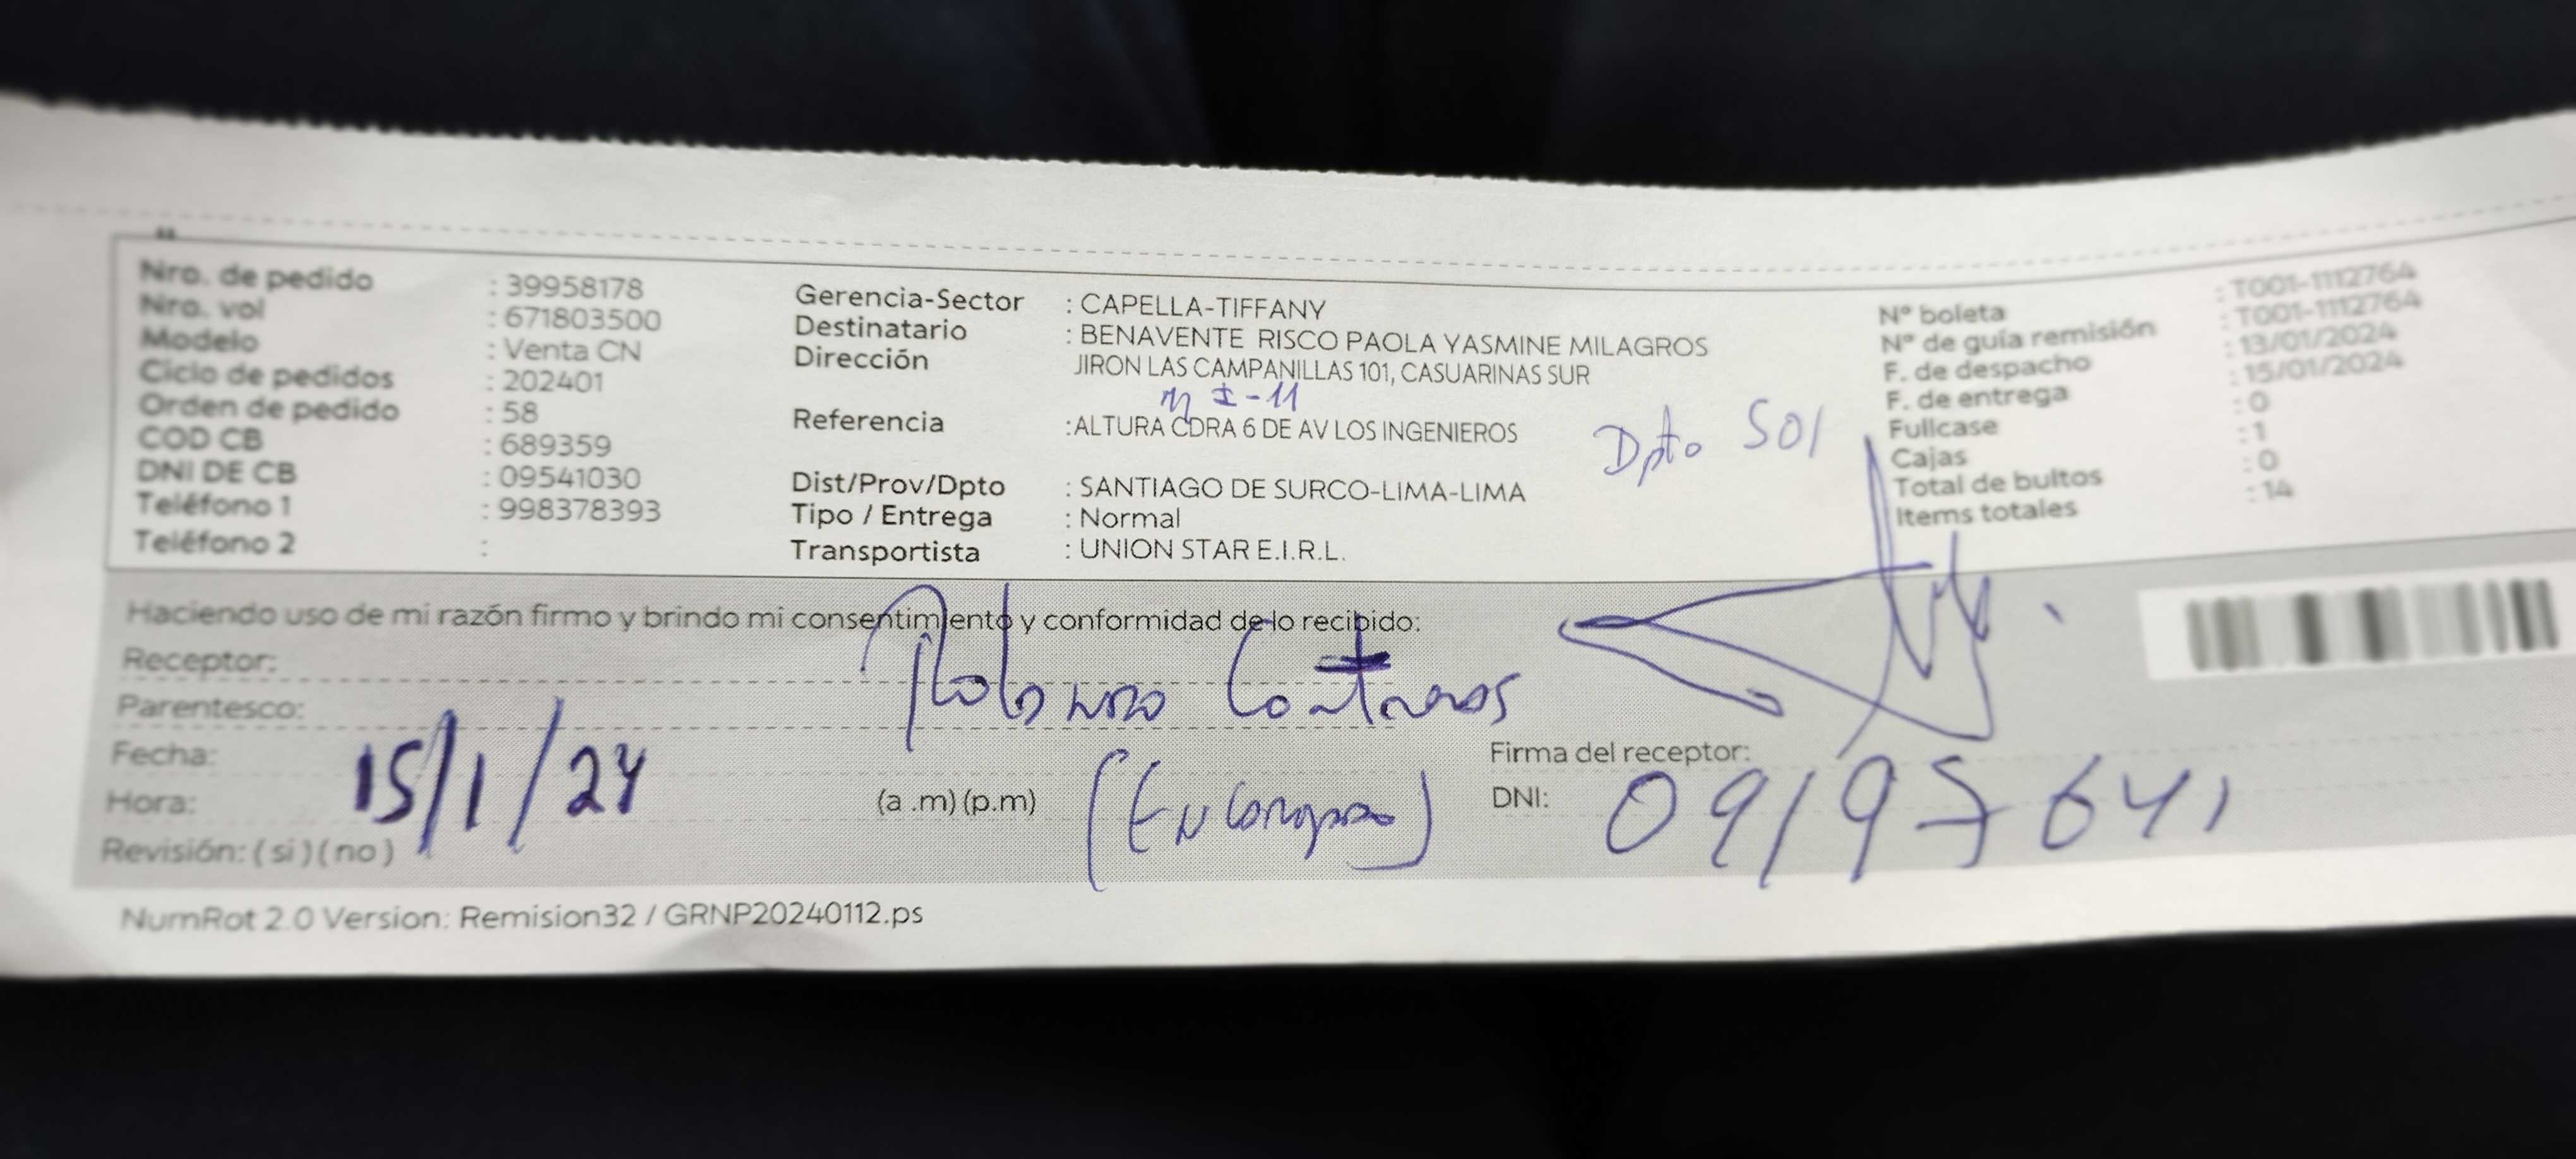 Nro. de pedido : 39958178
Nro. vol : 671803500
Modelo : Venta CN
Ciclo de pedidos : 202401
Orden de pedido : 58
COD CB : 689359
DNI DE CB : 09541030
Teléfono 1 : 998378393
Teléfono 2 :
Gerencia-Sector : CAPELLA-TIFFANY
Destinatario : BENAVENTE RISCO PAOLA YASMINE MILAGROS
Dirección JIRON LAS CAMPANILLAS 101, CASUARINAS SUR
I-11
Referencia :ALTURA CDRA 6 DE AV LOS INGENIEROS
Dpto 501
Dist/Prov/Dpto : SANTIAGO DE SURCO-LIMA-LIMA
Tipo / Entrega : Normal
Transportista : UNION STAR E.I.R.L.
Nº boleta : T001-1112764
Nº de guía remisión : T001-1112764
F. de despacho : 13/01/2024
F. de entrega : 15/01/2024
Fullcase : 0
Cajas : 1
Total de bultos : 0
Items totales : 14
Haciendo uso de mi razón firmo y brindo mi consentimiento y conformidad de lo recibido:
Receptor:
Contreras
Parentesco:
Fecha: 15/1/24
Firma del receptor:
Hora: (a .m) (p.m)
DNI: 09197641
Revisión: ( si ) ( no )
NumRot 2.0 Version: Remision32 / GRNP20240112.ps